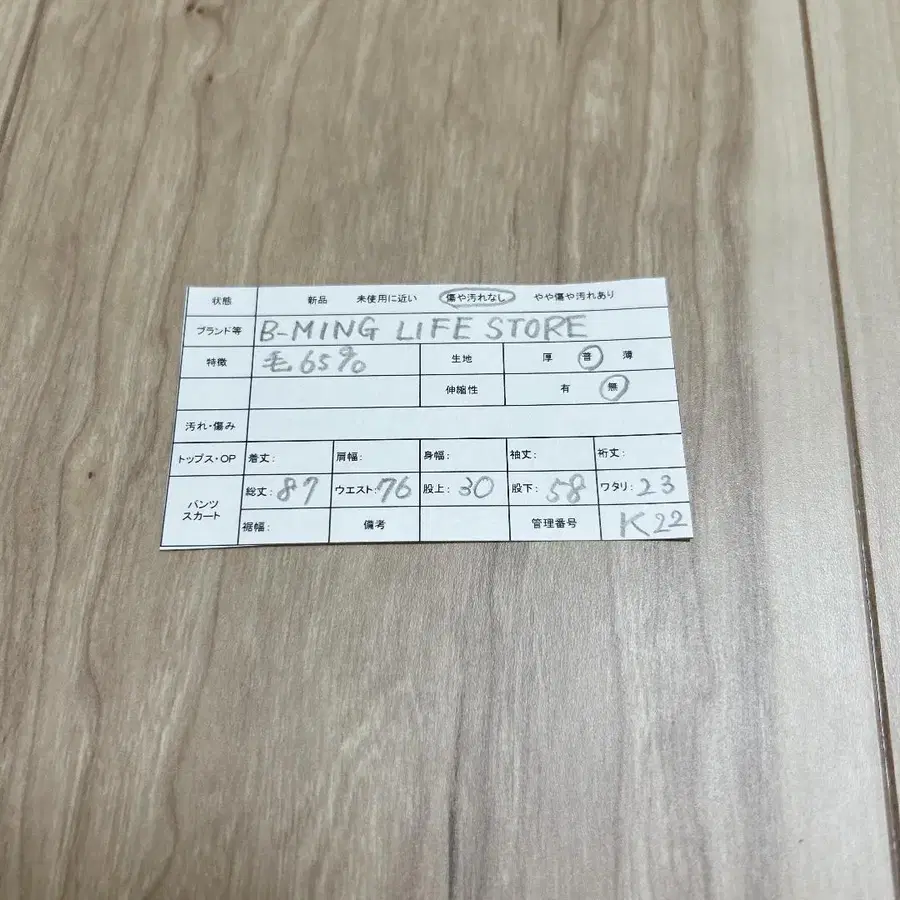 状態 新品 未使用に近い 傷や汚れなし やや傷や汚れあり
ブランド等 B-MING LIFE STORE
特徴 毛65% 生地 厚 普 薄
伸縮性 有 無
汚れ・傷み
トップス・OP 着丈: 肩幅: 身幅: 袖丈: 裄丈:
パンツ スカート 総丈:87 ウエスト:76 股上:30 股下:58 ワタリ:23
裾幅: 備考 管理番号 K22